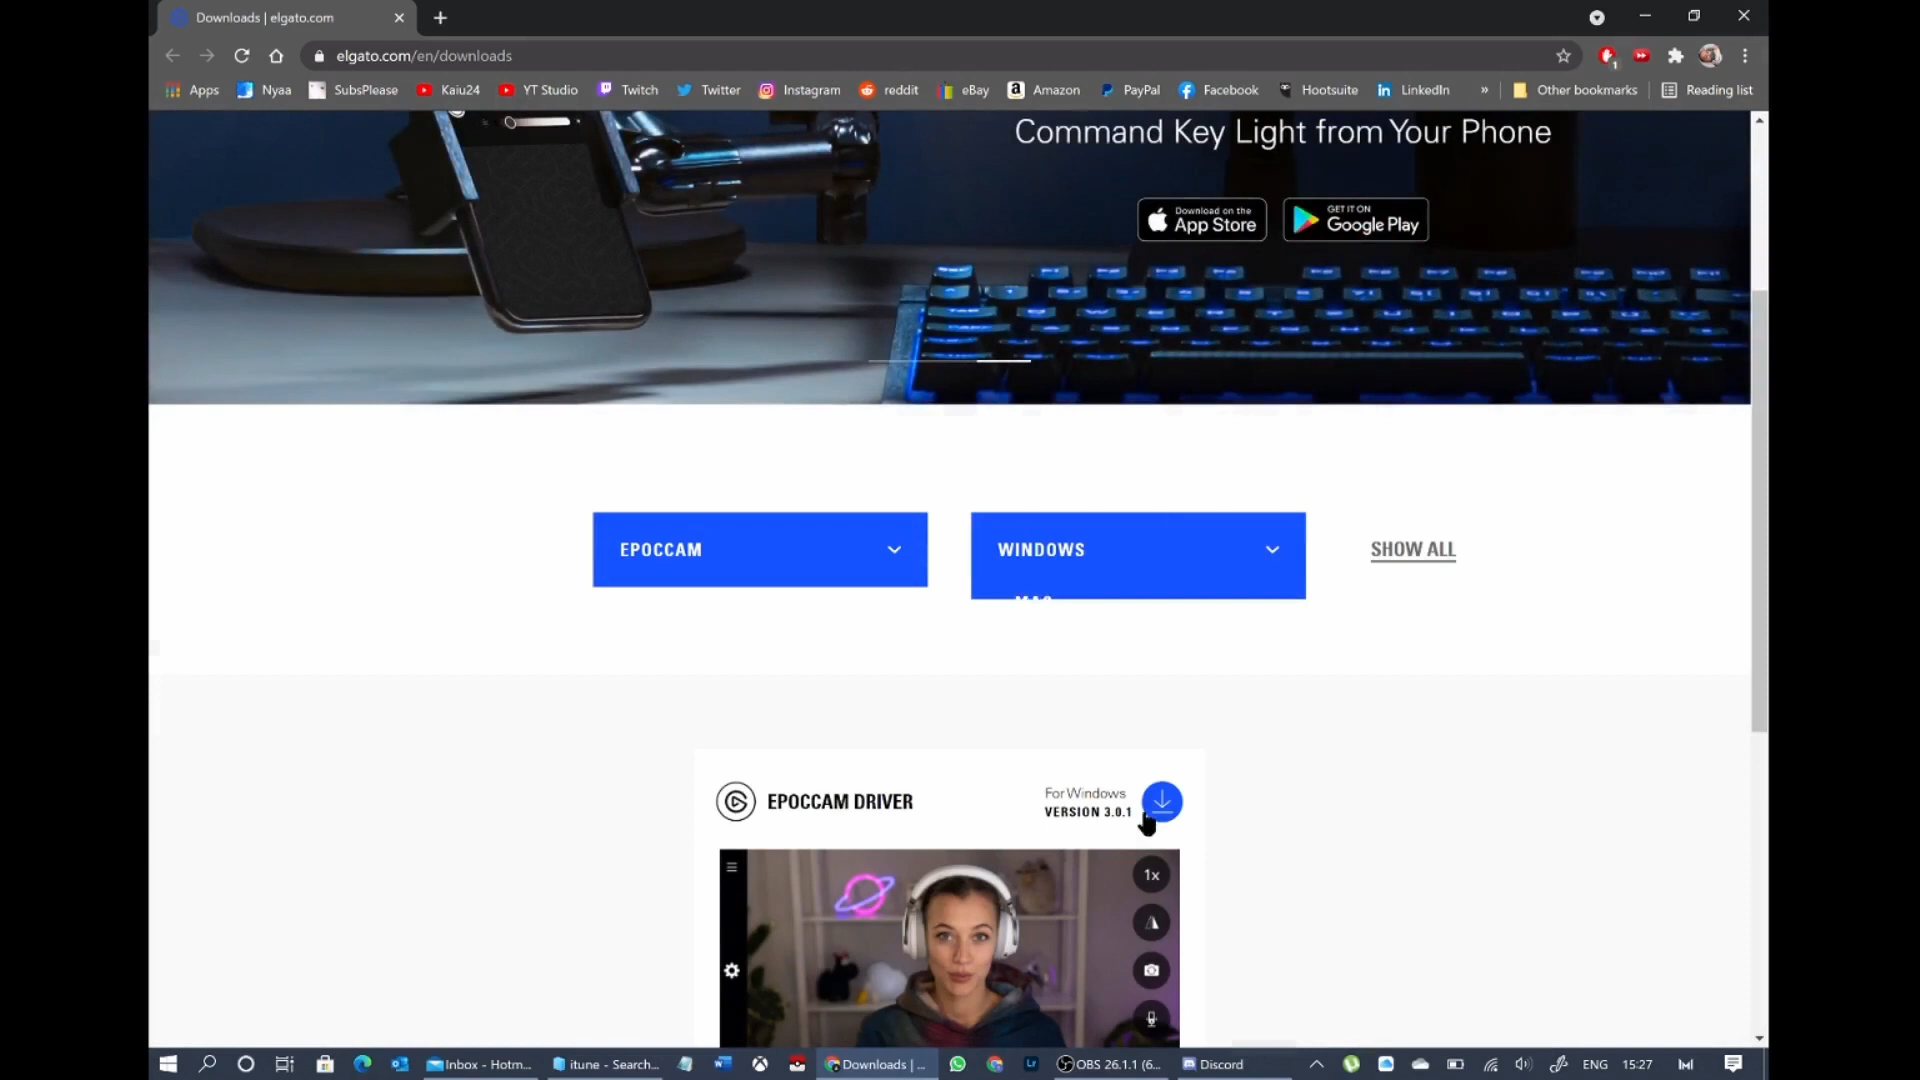 Downloads | elgato.com
elgato.com/en/downloads
1
Apps Nyaa SubsPlease Kaiu24 YT Studio Twitch Twitter Instagram reddit eBay Amazon PayPal Facebook Hootsuite LinkedIn » Other bookmarks Reading list
Command Key Light from Your Phone
Download on the
App Store
GET IT ON
Google Play
EPOCCAM
WINDOWS
SHOW ALL
MAC
EPOCCAM DRIVER
For Windows
VERSION 3.0.1
1x
Inbox - Hotm... itune - Search... Downloads | ... OBS 26.1.1 (6... Discord ENG 15:27